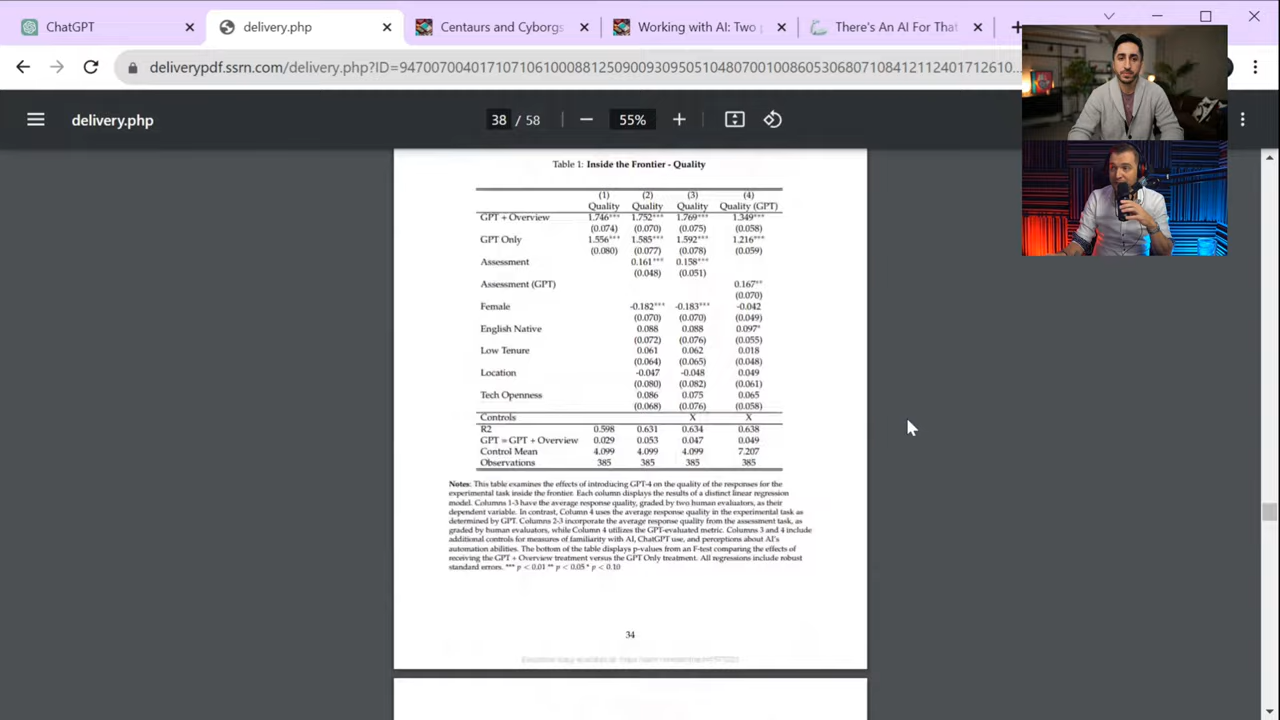 ChatGPT
delivery.php
Centaurs and Cyborgs
Working with AI: Two p
There's An AI For That
delivery.php
38 / 58
55%
Table 1: Inside the Frontier - Quality
(1) (2) (3) (4)
Quality Quality Quality Quality (GPT)
GPT + Overview 1.746*** 1.752*** 1.769*** 1.349***
(0.074) (0.070) (0.075) (0.058)
GPT Only 1.556*** 1.585*** 1.592*** 1.216***
(0.080) (0.077) (0.078) (0.059)
Assessment 0.161*** 0.158***
(0.048) (0.051)
Assessment (GPT) 0.167**
(0.070)
Female -0.182*** -0.183*** -0.042
(0.070) (0.070) (0.049)
English Native 0.088 0.088 0.097*
(0.072) (0.076) (0.055)
Low Tenure 0.061 0.062 0.018
(0.064) (0.065) (0.048)
Location -0.047 -0.048 0.049
(0.080) (0.082) (0.061)
Tech Openness 0.086 0.075 0.065
(0.068) (0.076) (0.058)
Controls X X
R2 0.598 0.631 0.634 0.638
GPT = GPT + Overview 0.029 0.053 0.047 0.049
Control Mean 4.099 4.099 4.099 7.207
Observations 385 385 385 385
Notes: This table examines the effects of introducing GPT-4 on the quality of the responses for the
experimental task inside the frontier. Each column displays the results of a distinct linear regression
model. Columns 1-3 have the average response quality, graded by two human evaluators, as their
dependent variable. In contrast, Column 4 uses the average response quality in the experimental task as
determined by GPT. Columns 2-3 incorporate the average response quality from the assessment task, as
graded by human evaluators, while Column 4 utilizes the GPT-evaluated metric. Columns 3 and 4 include
additional controls for measures of familiarity with AI, ChatGPT use, and perceptions about AI's
automation abilities. The bottom of the table displays p-values from an F-test comparing the effects of
receiving the GPT + Overview treatment versus the GPT Only treatment. All regressions include robust
standard errors. *** p < 0.01 ** p < 0.05 * p < 0.10
34